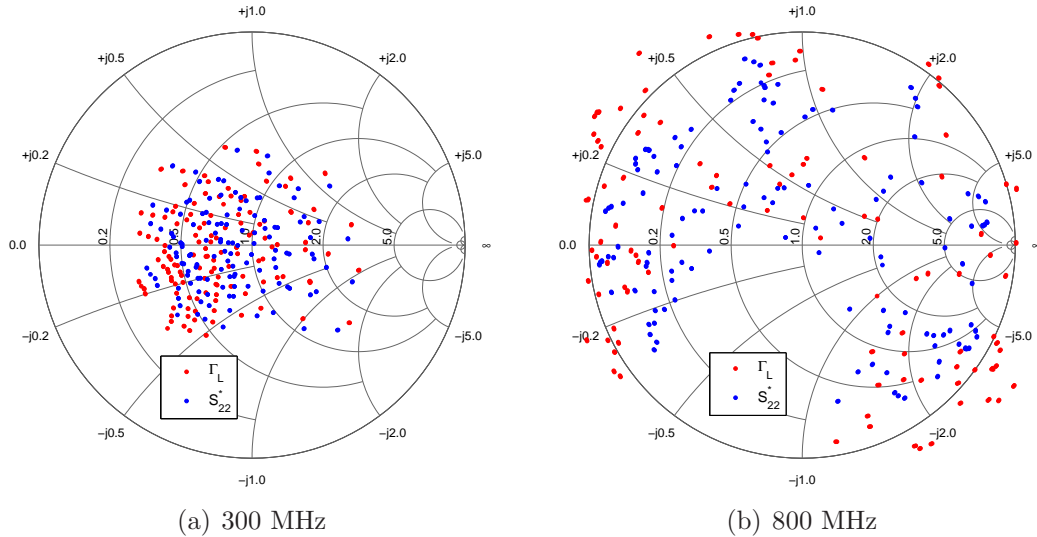 +j1.0
+j0.5
+j2.0
+j0.2
+j5.0
0.0
0.2
0.5
1.0
2.0
5.0
∞
−j0.2
−j5.0
Γ_L
S*_22
−j0.5
−j2.0
−j1.0
(a) 300 MHz
+j1.0
+j0.5
+j2.0
+j0.2
+j5.0
0.0
0.2
0.5
1.0
2.0
5.0
∞
−j0.2
−j5.0
Γ_L
S*_22
−j0.5
−j2.0
−j1.0
(b) 800 MHz